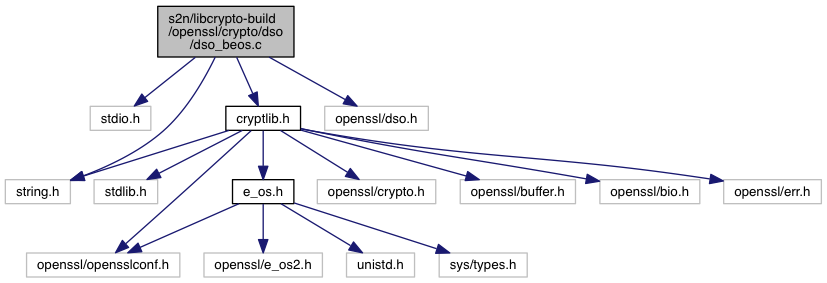 s2n/libcrypto-build
/openssl/crypto/dso
/dso_beos.c
stdio.h
cryptlib.h
openssl/dso.h
string.h
stdlib.h
e_os.h
openssl/crypto.h
openssl/buffer.h
openssl/bio.h
openssl/err.h
openssl/opensslconf.h
openssl/e_os2.h
unistd.h
sys/types.h